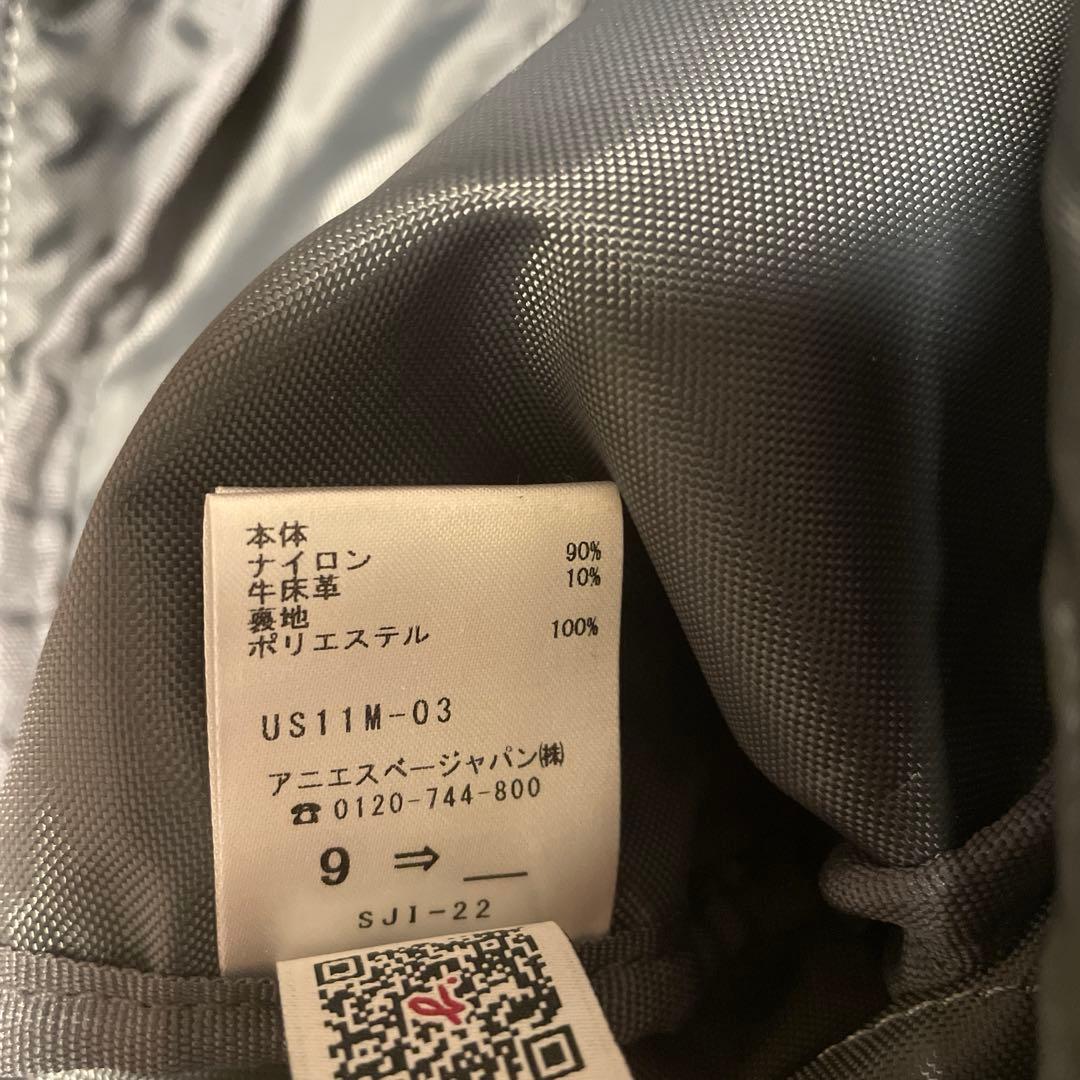 本体
ナイロン 90%
牛床革 10%
裏地
ポリエステル 100%
US11M-03
アニエスベージャパン㈱
☎ 0120-744-800
9 ⇒ __
SJI-22
b.